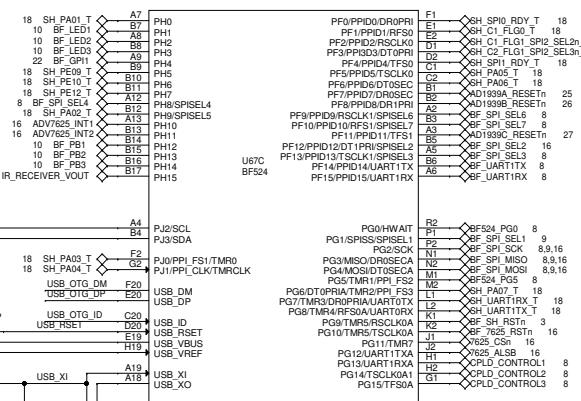 18 SH_PA01_T A7 PH0 PF0/PPID0/DR0PRI F1 SH_SPI0_RDY_T 18
10 BF_LED1 B7 PH1 PF1/PPID1/RFS0 E1 SH_C1_FLG0_T 18
10 BF_LED2 A8 PH2 PF2/PPID2/RSCLK0 E2 SH_C1_FLG1_SPI2_SEL2n
10 BF_LED3 B8 PH3 PF3/PPID3/DT0PRI D1 SH_C2_FLG1_SPI2_SEL3n
22 BF_GPI1 A9 PH4 PF4/PPID4/TFS0 D2 SH_SPI1_RDY_T 18
18 SH_PE09_T B9 PH5 PF5/PPID5/TSCLK0 C1 SH_PA05_T 18
18 SH_PE10_T B10 PH6 PF6/PPID6/DT0SEC C2 SH_PA06_T 18
18 SH_PE12_T B11 PH7 PF7/PPID7/DR0SEC B1 AD1939A_RESETn 25
8 BF_SPI_SEL4 A12 PH8/SPISEL4 PF8/PPID8/DR1PRI B2 AD1939B_RESETn 26
18 SH_PA02_T B12 PH9/SPISEL5 PF9/PPID9/RSCLK1/SPISEL6 A2 BF_SPI_SEL6 8
16 ADV7625_INT1 A13 PH10 PF10/PPID10/RFS1/SPISEL7 B3 BF_SPI_SEL7 8
16 ADV7625_INT2 B13 PH11 PF11/PPID11/TFS1 A3 AD1939C_RESETn 27
10 BF_PB1 B14 PH12 PF12/PPID12/DT1PRI/SPISEL2 B5 BF_SPI_SEL2 16
10 BF_PB2 B15 PH13 PF13/PPID13/TSCLK1/SPISEL3 A5 BF_SPI_SEL3 8
10 BF_PB3 B16 PH14 PF14/PPID14/UART1TX B6 BF_UART1TX 8
IR_RECEIVER_VOUT B17 PH15 PF15/PPID15/UART1RX A6 BF_UART1RX 8
U67C
BF524
A4 PJ2/SCL PG0/HWAIT R2 BF524_PG0 8
B4 PJ3/SDA PG1/SPISS/SPISEL1 P1 BF_SPI_SEL1 9
PG2/SCK P2 BF_SPI_SCK 8,9,16
18 SH_PA03_T F2 PJ0/PPI_FS1/TMR0 PG3/MISO/DR0SECA N1 BF_SPI_MISO 8,9,16
18 SH_PA04_T G2 PJ1/PPI_CLK/TMRCLK PG4/MOSI/DT0SECA N2 BF_SPI_MOSI 8,9,16
PG5/TMR1/PPI_FS2 M1 BF524_PG5 8
USB_OTG_DM F20 USB_DM PG6/DT0PRIA/TMR2/PPI_FS3 M2 SH_PA07_T 18
USB_OTG_DP E20 USB_DP PG7/TMR3/DR0PRIA/UART0TX L1 SH_UART1RX_T 18
PG8/TMR4/RFS0A/UART0RX L2 SH_UART1TX_T 18
USB_OTG_ID C20 USB_ID PG9/TMR5/RSCLK0A K1 BF_SH_RSTn 3
USB_RSET D20 USB_RSET PG10/TMR5/TSCLK0A K2 BF_7625_RSTn 16
E19 USB_VBUS PG11/TMR7 J1 7625_CSn 16
H19 USB_VREF PG12/UART1TXA J2 7625_ALSB 16
PG13/UART1RXA H1 CPLD_CONTROL1 8
USB_XI A19 USB_XI PG14/TSCLK0A1 H2 CPLD_CONTROL2 8
A18 USB_XO PG15/TFS0A G1 CPLD_CONTROL3 8